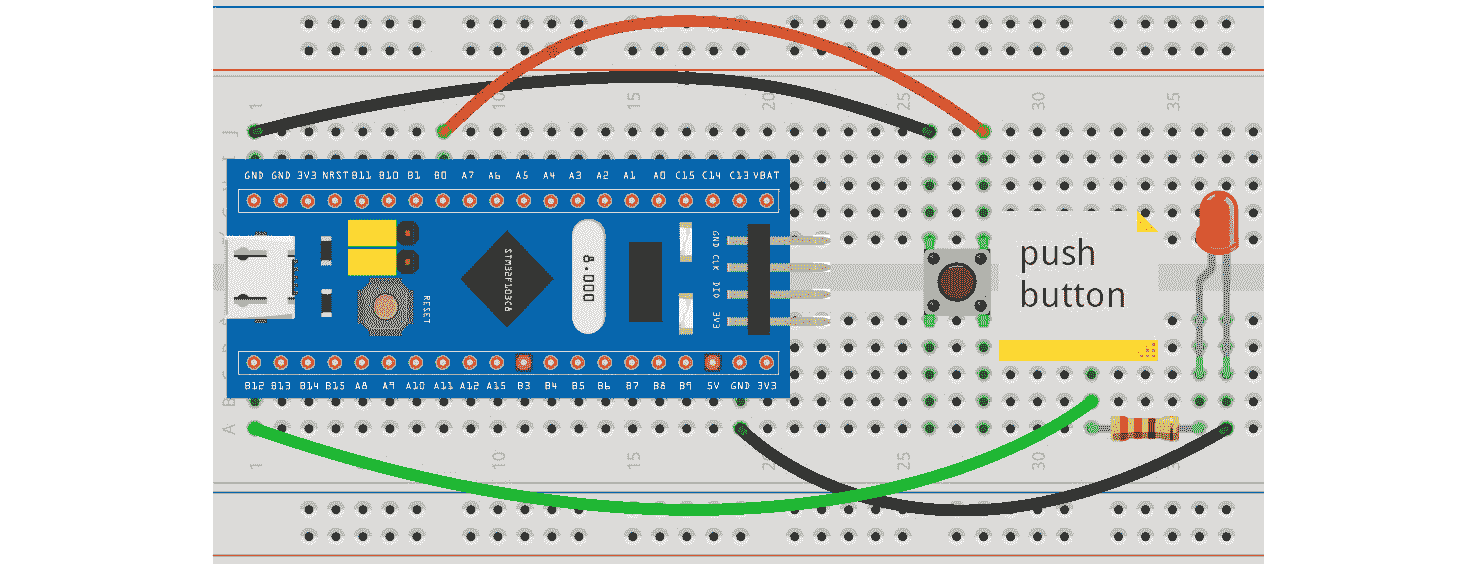 1 10 15 20 25 30 35
J
GND GND 3V3 NRST B11 B10 B1 B0 A7 A6 A5 A4 A3 A2 A1 A0 C15 C14 C13 VBAT
GND
CLK
DIO
3V3
STM32F103C8
8.000
RESET
push
button
B12 B13 B14 B15 A8 A9 A10 A11 A12 A15 B3 B4 B5 B6 B7 B8 B9 5V GND 3V3
B
A
1 10 15 20 25 30